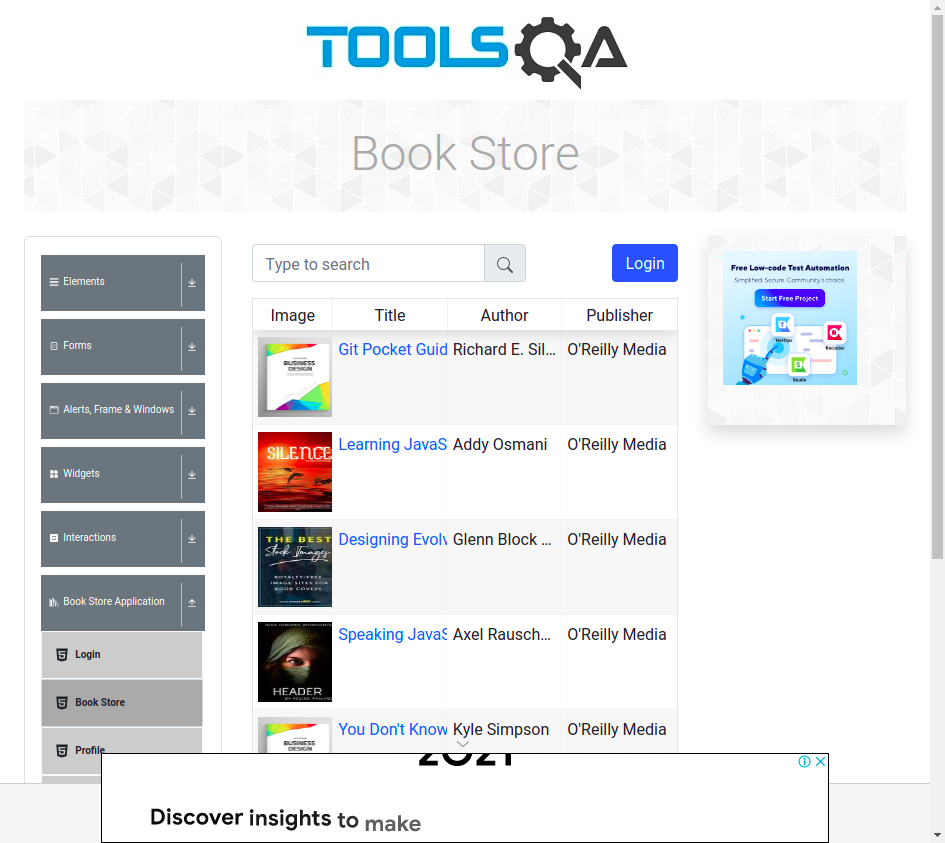 TOOLSQA
Book Store
Elements
Forms
Alerts, Frame & Windows
Widgets
Interactions
Book Store Application
Login
Book Store
Profile
Type to search
Login
Image Title Author Publisher
BUSINESS
DESIGN
Git Pocket Guid Richard E. Sil... O'Reilly Media
SILENCE
Learning JavaS Addy Osmani O'Reilly Media
THE BEST
Stock Images
ROYALTY-FREE
IMAGE SITES FOR
BOOK COVERS
Designing Evolv Glenn Block ... O'Reilly Media
HEADER
Speaking JavaS Axel Rausch... O'Reilly Media
BUSINESS
DESIGN
You Don't Know Kyle Simpson O'Reilly Media
Free Low-code Test Automation
Simplified. Secure. Community's choice.
Start Free Project
TestOps
Recorder
Studio
2021
Discover insights to make